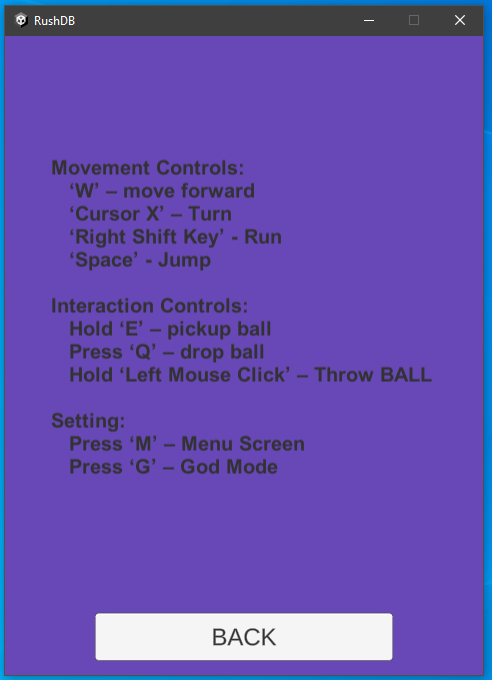 RushDB
Movement Controls:
‘W’ – move forward
‘Cursor X’ – Turn
‘Right Shift Key’ - Run
‘Space’ - Jump
Interaction Controls:
Hold ‘E’ – pickup ball
Press ‘Q’ – drop ball
Hold ‘Left Mouse Click’ – Throw BALL
Setting:
Press ‘M’ – Menu Screen
Press ‘G’ – God Mode
BACK